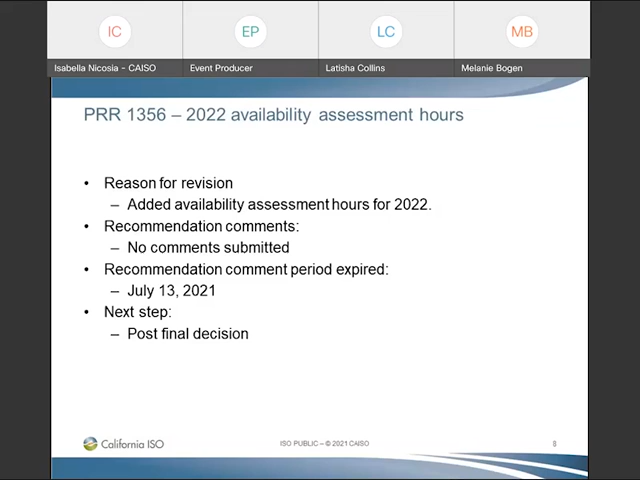 IC
EP
LC
MB
Isabella Nicosia - CAISO
Event Producer
Latisha Collins
Melanie Bogen
PRR 1356 – 2022 availability assessment hours
• Reason for revision
– Added availability assessment hours for 2022.
• Recommendation comments:
– No comments submitted
• Recommendation comment period expired:
– July 13, 2021
• Next step:
– Post final decision
California ISO
ISO PUBLIC – © 2021 CAISO
8